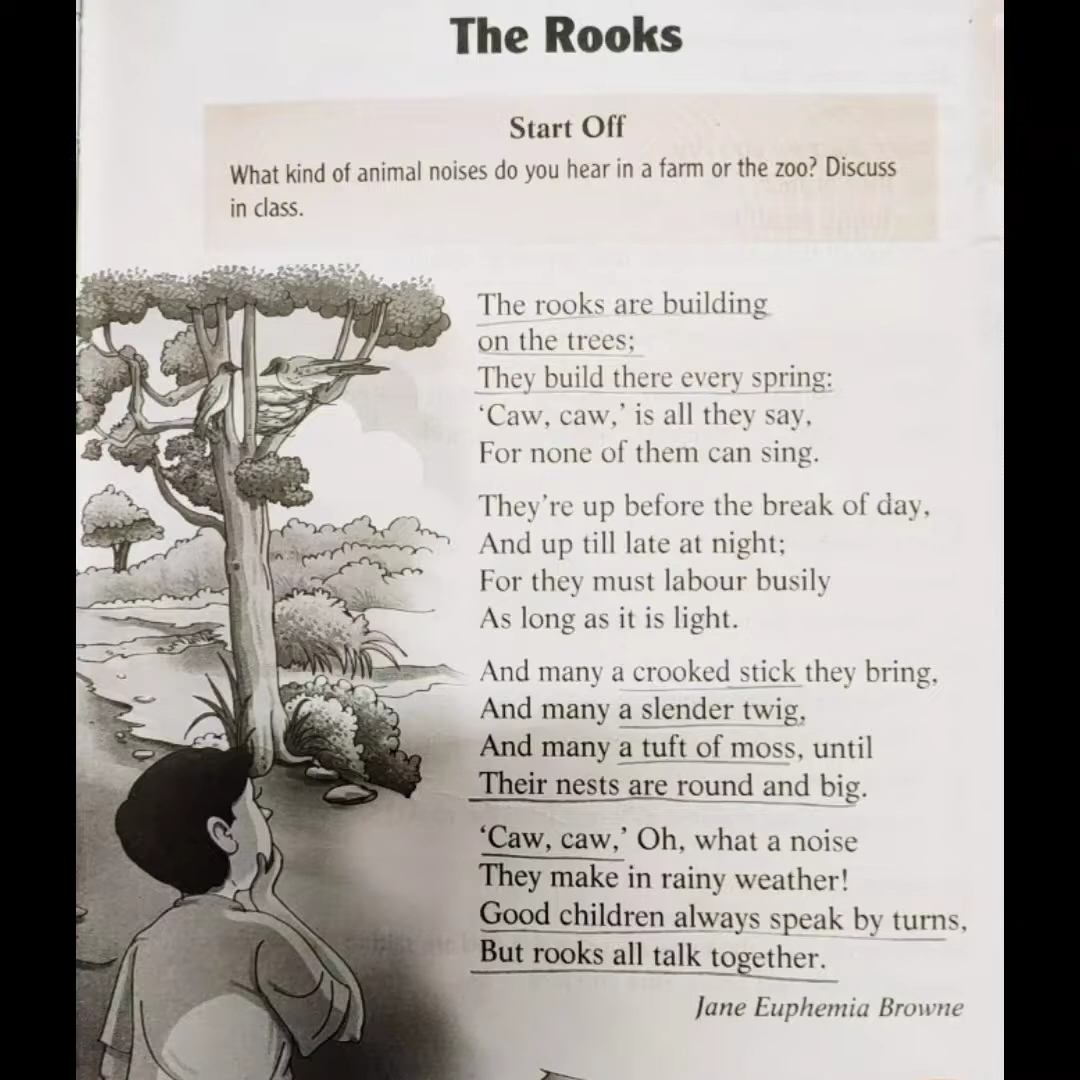 The Rooks
Start Off
What kind of animal noises do you hear in a farm or the zoo? Discuss
in class.
The rooks are building
on the trees;
They build there every spring:
‘Caw, caw,’ is all they say,
For none of them can sing.
They’re up before the break of day,
And up till late at night;
For they must labour busily
As long as it is light.
And many a crooked stick they bring,
And many a slender twig,
And many a tuft of moss, until
Their nests are round and big.
‘Caw, caw,’ Oh, what a noise
They make in rainy weather!
Good children always speak by turns,
But rooks all talk together.
Jane Euphemia Browne